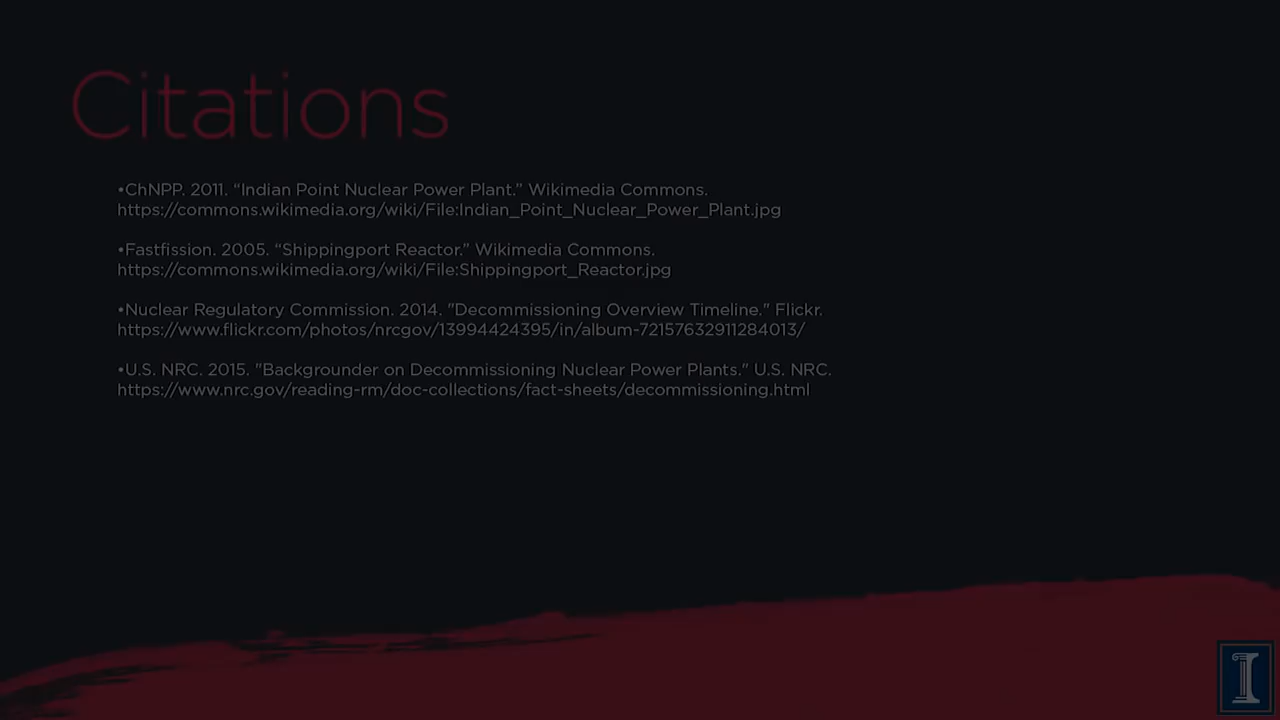 Citations
•ChNPP. 2011. “Indian Point Nuclear Power Plant.” Wikimedia Commons.
https://commons.wikimedia.org/wiki/File:Indian_Point_Nuclear_Power_Plant.jpg
•Fastfission. 2005. “Shippingport Reactor.” Wikimedia Commons.
https://commons.wikimedia.org/wiki/File:Shippingport_Reactor.jpg
•Nuclear Regulatory Commission. 2014. "Decommissioning Overview Timeline." Flickr.
https://www.flickr.com/photos/nrcgov/13994424395/in/album-72157632911284013/
•U.S. NRC. 2015. "Backgrounder on Decommissioning Nuclear Power Plants." U.S. NRC.
https://www.nrc.gov/reading-rm/doc-collections/fact-sheets/decommissioning.html
I